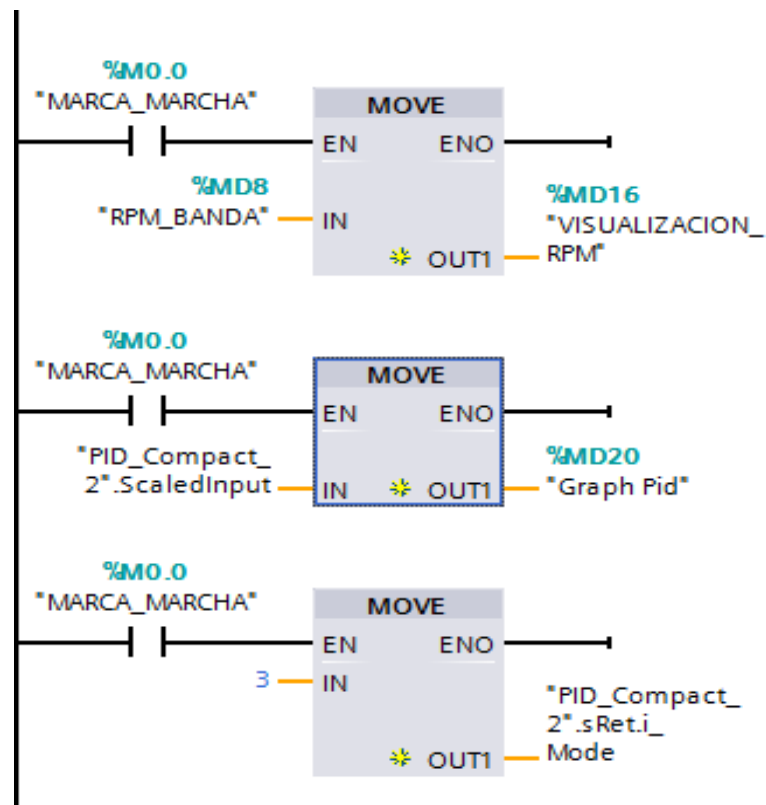 %M0.0
"MARCA_MARCHA"
MOVE
EN ENO
%MD8
"RPM_BANDA"
IN
OUT1
%MD16
"VISUALIZACION_
RPM"
%M0.0
"MARCA_MARCHA"
MOVE
EN ENO
"PID_Compact_
2".ScaledInput
IN OUT1
%MD20
"Graph Pid"
%M0.0
"MARCA_MARCHA"
MOVE
EN ENO
3 IN
OUT1
"PID_Compact_
2".sRet.i_
Mode